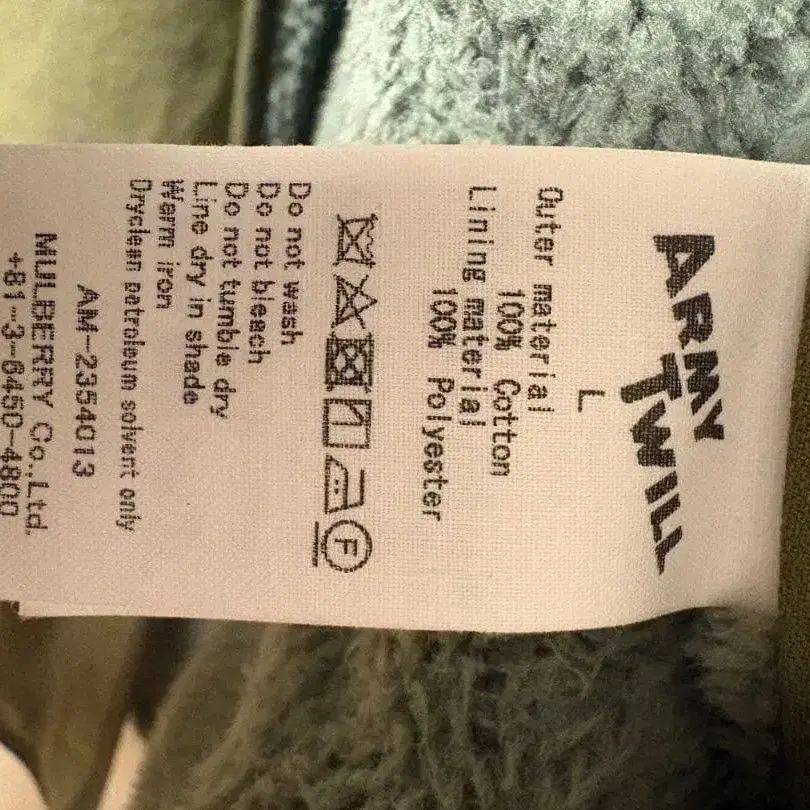 ARMY
TWILL
L
Outer material
100% Cotton
Lining material
100% Polyester
F
Do not wash
Do not bleach
Do not tumble dry
Line dry in shade
Warm iron
Dryclean petroleum solvent only
AM-2354013
MULBERRY Co.,Ltd.
+81-3-6450-4800